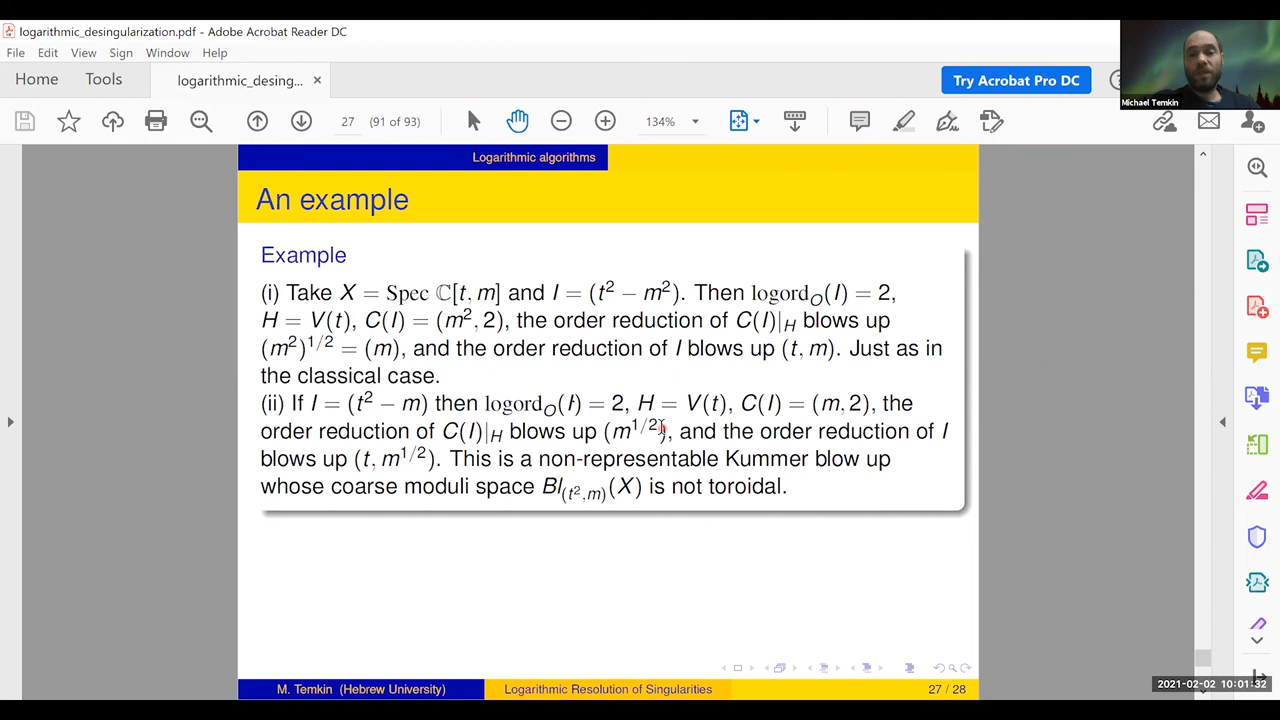 logarithmic_desingularization.pdf - Adobe Acrobat Reader DC
File Edit View Sign Window Help
Home Tools logarithmic_desing... × Try Acrobat Pro DC
27 (91 of 93) 134%
Michael Temkin
Logarithmic algorithms
An example
Example
(i) Take X = Spec ℂ[t, m] and I = (t² − m²). Then logord_O(I) = 2,
H = V(t), C(I) = (m², 2), the order reduction of C(I)|_H blows up
(m²)^{1/2} = (m), and the order reduction of I blows up (t, m). Just as in
the classical case.
(ii) If I = (t² − m) then logord_O(I) = 2, H = V(t), C(I) = (m, 2), the
order reduction of C(I)|_H blows up (m^{1/2}), and the order reduction of I
blows up (t, m^{1/2}). This is a non-representable Kummer blow up
whose coarse moduli space Bl_{(t²,m)}(X) is not toroidal.
M. Temkin (Hebrew University) Logarithmic Resolution of Singularities 27 / 28
2021-02-02 10:01:32